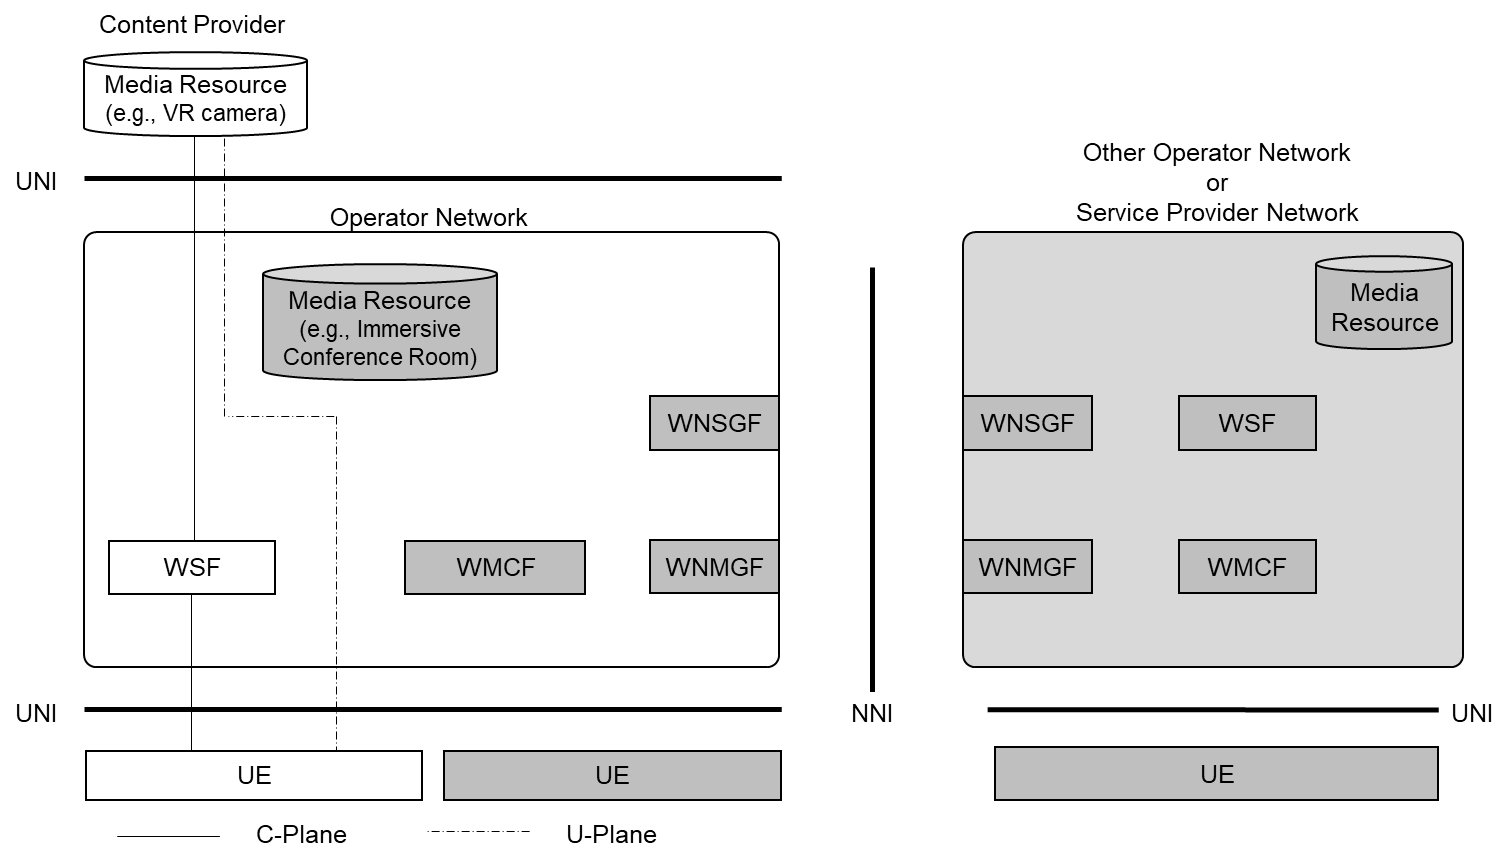 Content Provider
Media Resource
(e.g., VR camera)
UNI
Operator Network
Media Resource
(e.g., Immersive
Conference Room)
WNSGF
WSF
WMCF
WNMGF
UNI
UE
UE
C-Plane
U-Plane
NNI
Other Operator Network
or
Service Provider Network
Media
Resource
WNSGF
WSF
WNMGF
WMCF
UNI
UE